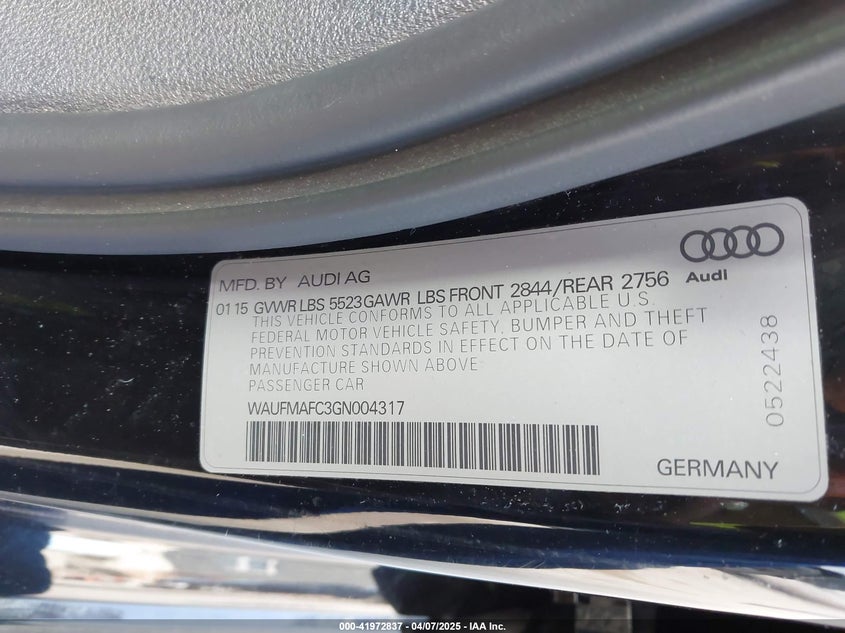 MFD. BY AUDI AG
Audi
01 15 GVWR LBS 5523 GAWR LBS FRONT 2844/REAR 2756
THIS VEHICLE CONFORMS TO ALL APPLICABLE U.S.
FEDERAL MOTOR VEHICLE SAFETY, BUMPER AND THEFT
PREVENTION STANDARDS IN EFFECT ON THE DATE OF
MANUFACTURE SHOWN ABOVE
PASSENGER CAR
WAUFMAFC3GN004317
0522438
GERMANY
000-41972837 - 04/07/2025 - IAA Inc.